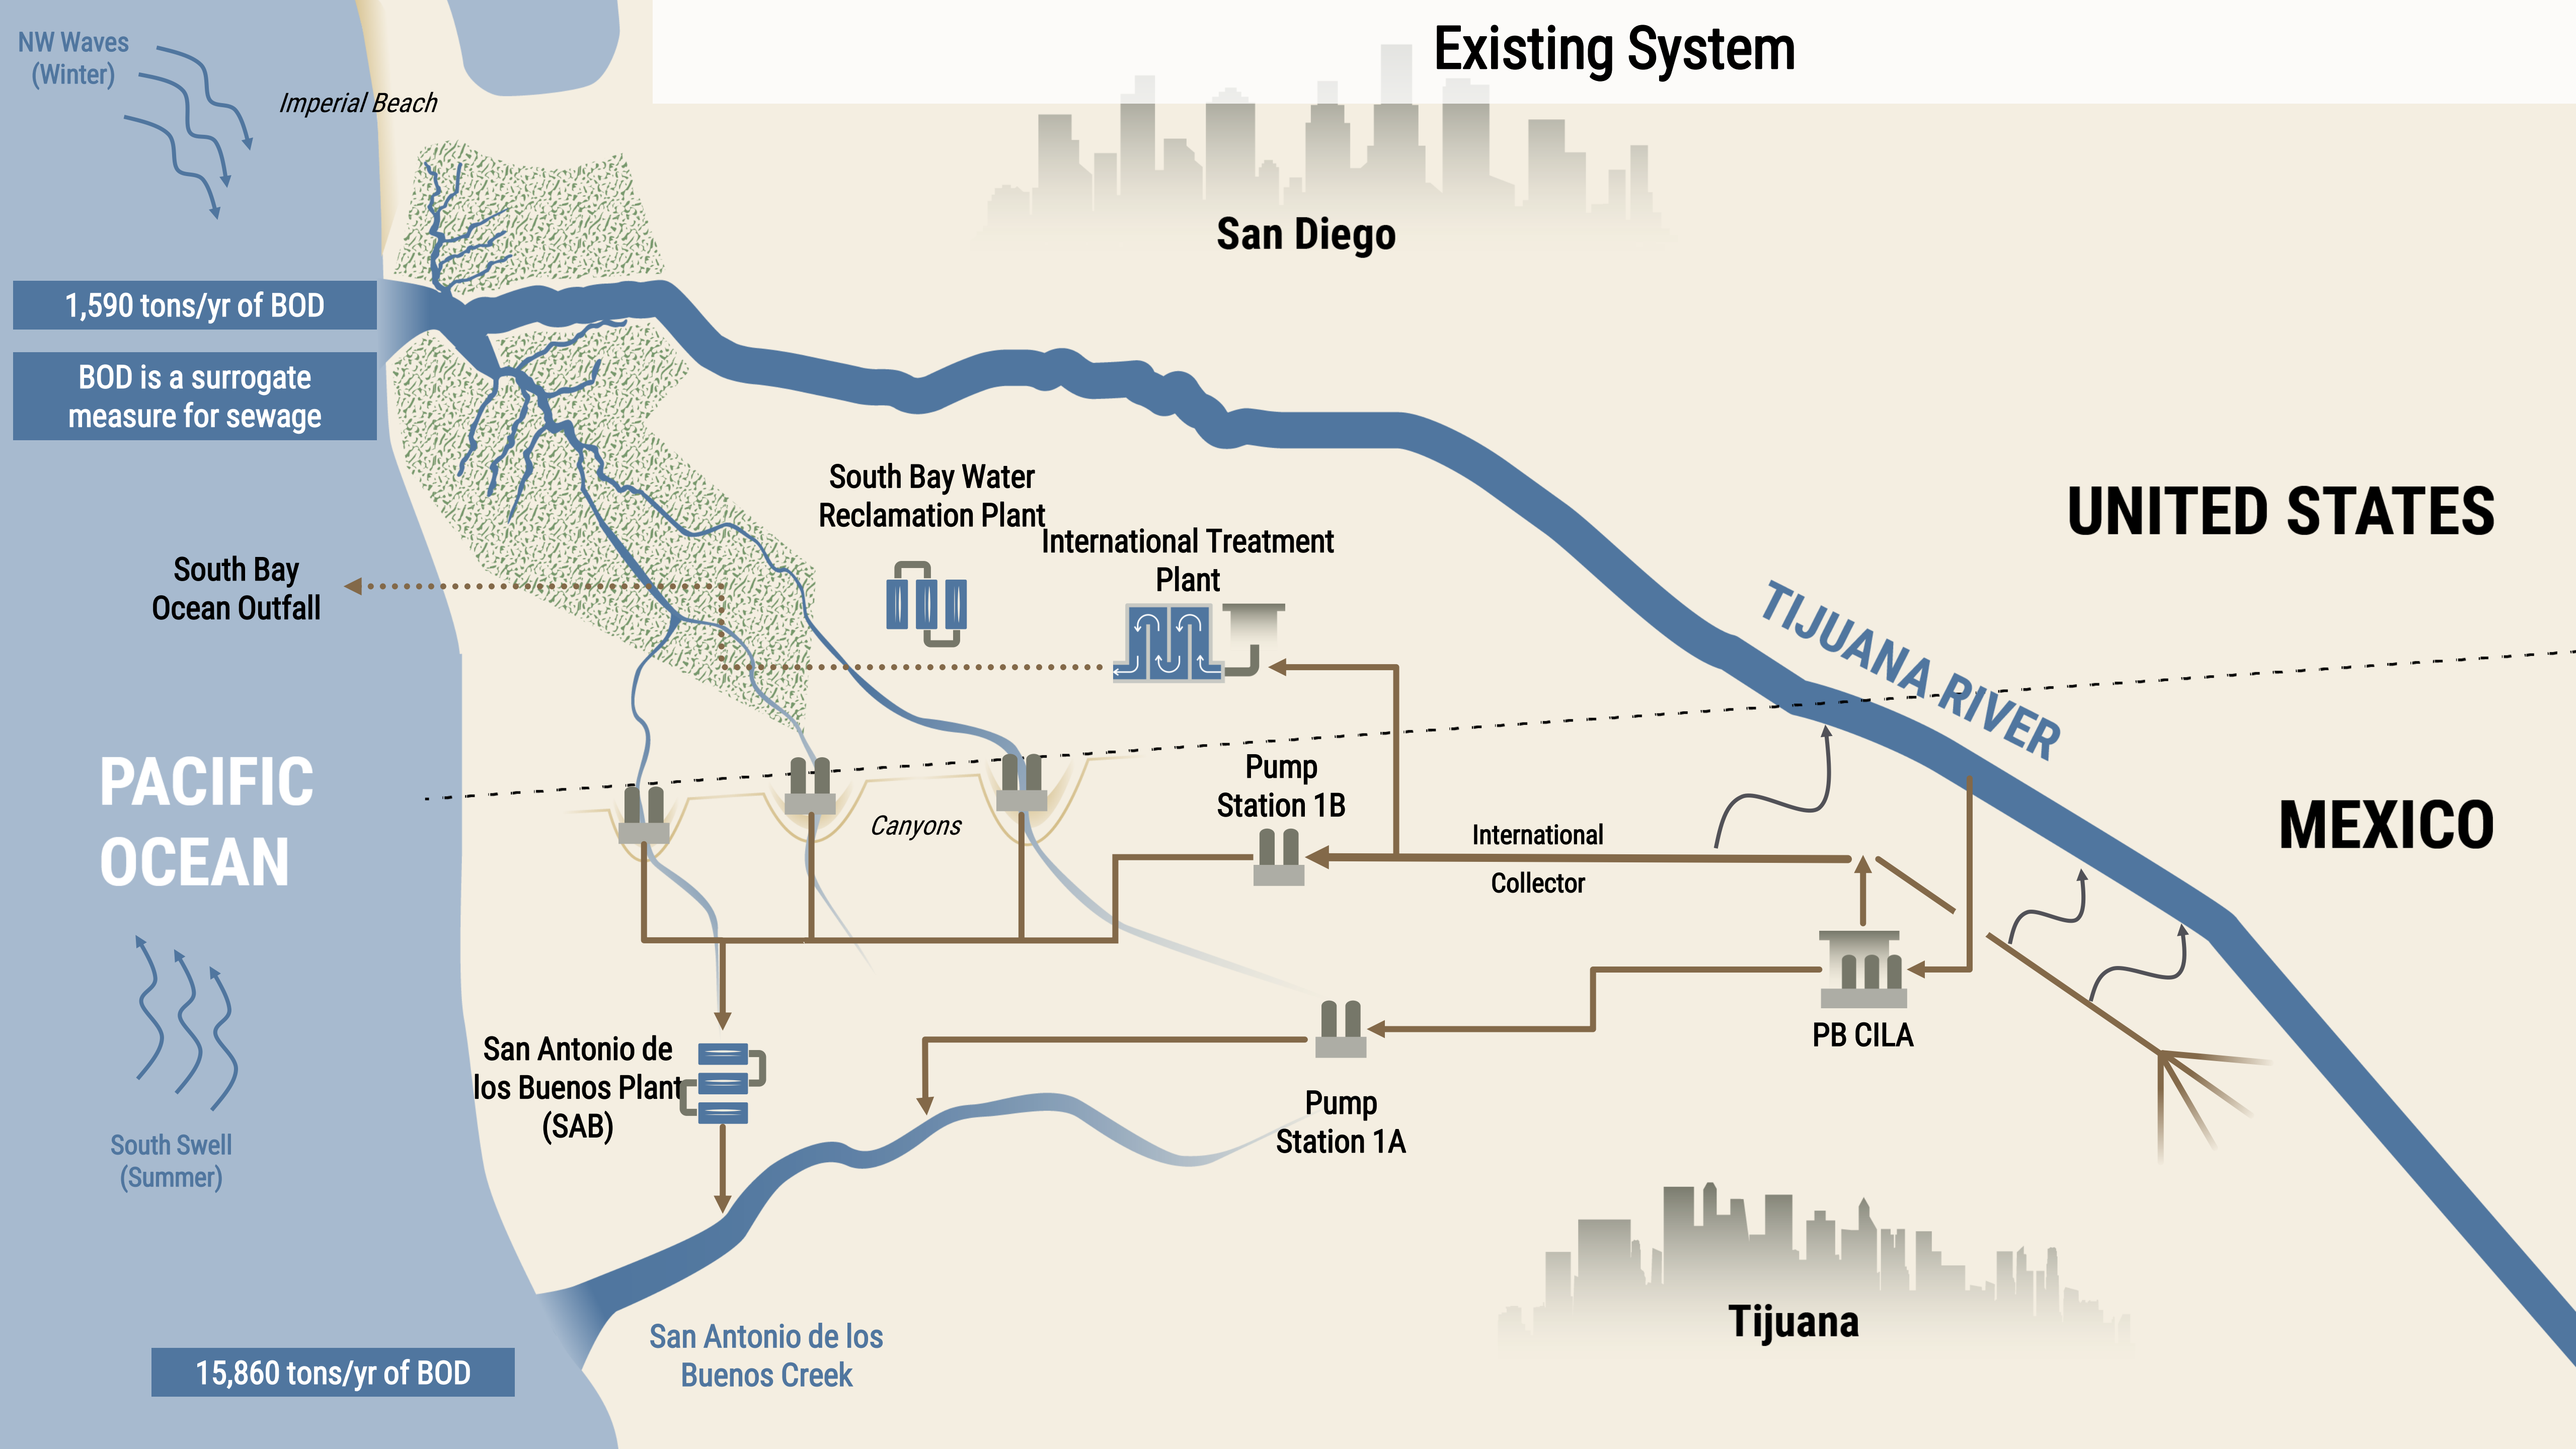 Existing System
NW Waves
(Winter)
Imperial Beach
San Diego
1,590 tons/yr of BOD
BOD is a surrogate
measure for sewage
South Bay Water
Reclamation Plant
International Treatment
Plant
UNITED STATES
South Bay
Ocean Outfall
TIJUANA RIVER
PACIFIC
OCEAN
Pump
Station 1B
Canyons
International
Collector
MEXICO
San Antonio de
los Buenos Plant
(SAB)
PB CILA
Pump
Station 1A
South Swell
(Summer)
Tijuana
San Antonio de los
Buenos Creek
15,860 tons/yr of BOD